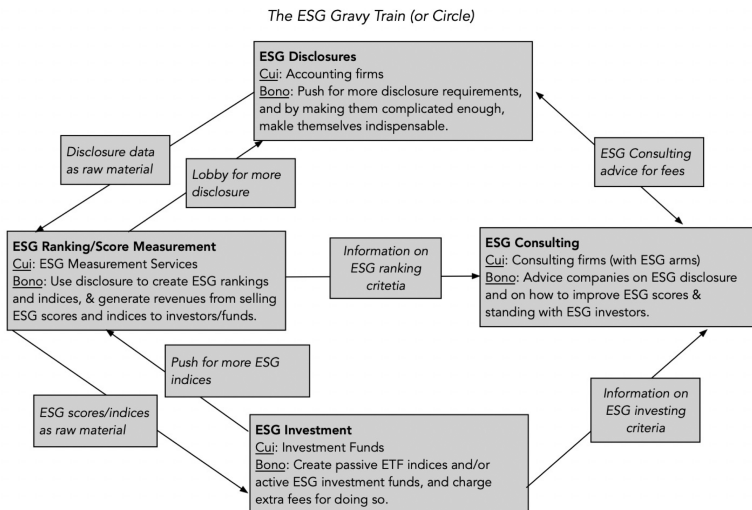 The ESG Gravy Train (or Circle)
ESG Disclosures
Cui: Accounting firms
Bono: Push for more disclosure requirements,
and by making them complicated enough,
makle themselves indispensable.
Disclosure data
as raw material
Lobby for more
disclosure
ESG Consulting
advice for fees
ESG Ranking/Score Measurement
Cui: ESG Measurement Services
Bono: Use disclosure to create ESG rankings
and indices, & generate revenues from selling
ESG scores and indices to investors/funds.
Information on
ESG ranking
critetia
ESG Consulting
Cui: Consulting firms (with ESG arms)
Bono: Advice companies on ESG disclosure
and on how to improve ESG scores &
standing with ESG investors.
Push for more ESG
indices
ESG scores/indices
as raw material
Information on
ESG investing
criteria
ESG Investment
Cui: Investment Funds
Bono: Create passive ETF indices and/or
active ESG investment funds, and charge
extra fees for doing so.